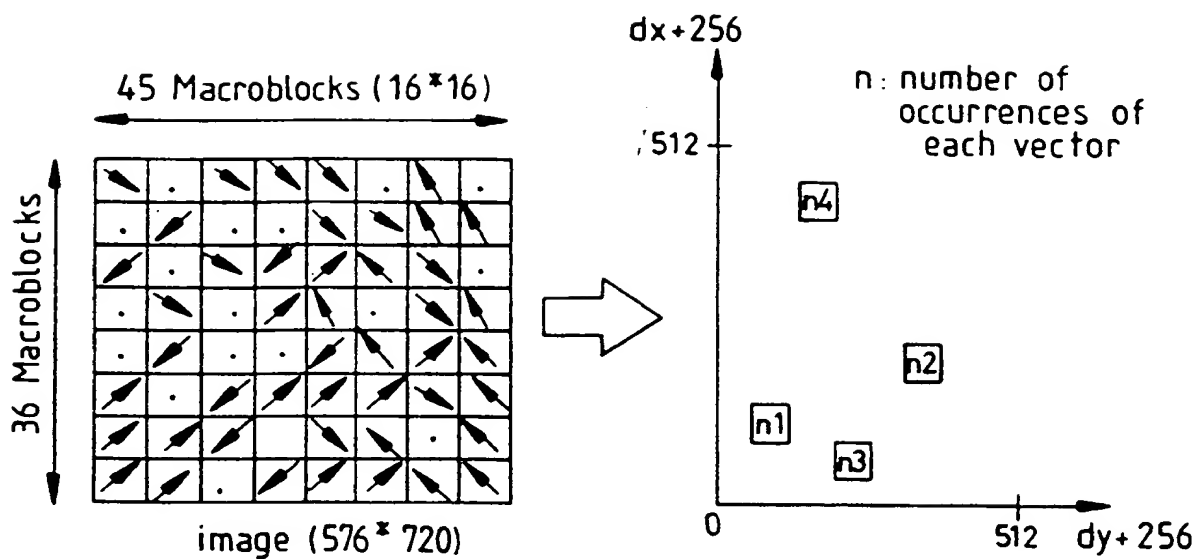 45 Macroblocks (16*16)
36 Macroblocks
image (576*720)
dx+256
512
n: number of
occurrences of
each vector
n4
n2
n1
n3
0
512
dy+256